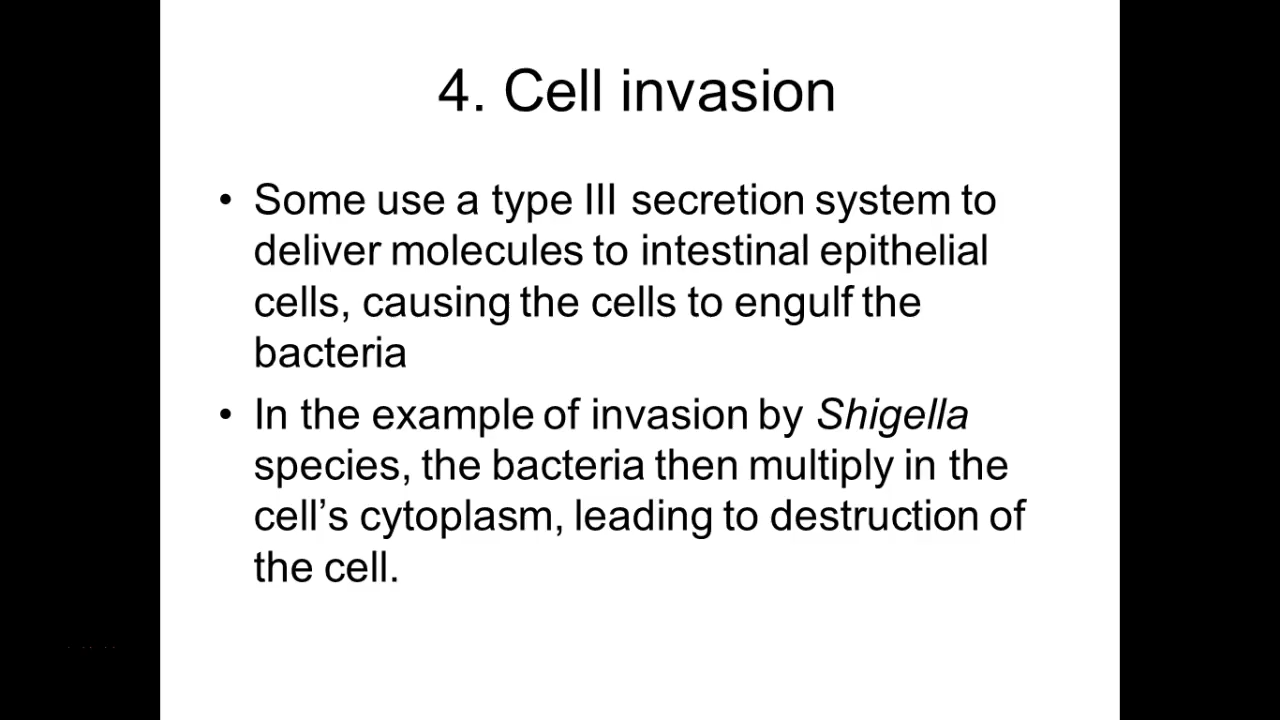 4. Cell invasion
• Some use a type III secretion system to
deliver molecules to intestinal epithelial
cells, causing the cells to engulf the
bacteria
• In the example of invasion by Shigella
species, the bacteria then multiply in the
cell’s cytoplasm, leading to destruction of
the cell.